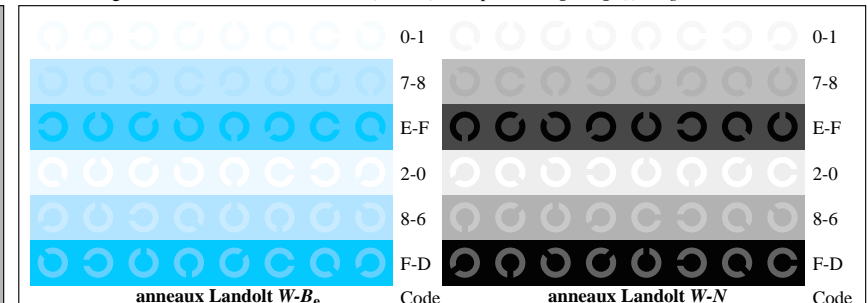 0-1 0-1
7-8 7-8
E-F E-F
2-0 2-0
8-6 8-6
F-D F-D
anneaux Landolt W-Be Code anneaux Landolt W-N Code